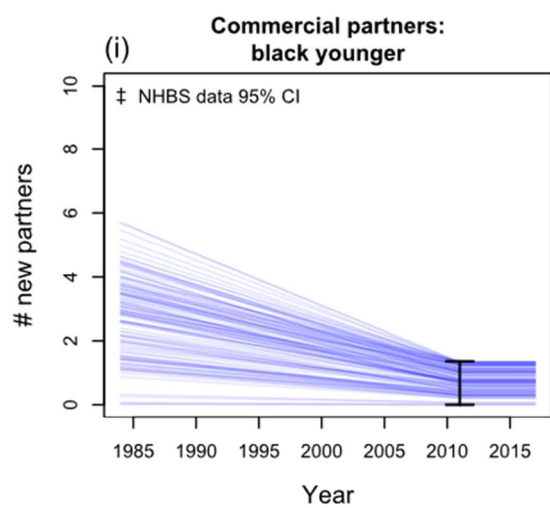 Commercial partners:
black younger
(i)
‡ NHBS data 95% CI
# new partners
10
8
6
4
2
0
1985 1990 1995 2000 2005 2010 2015
Year